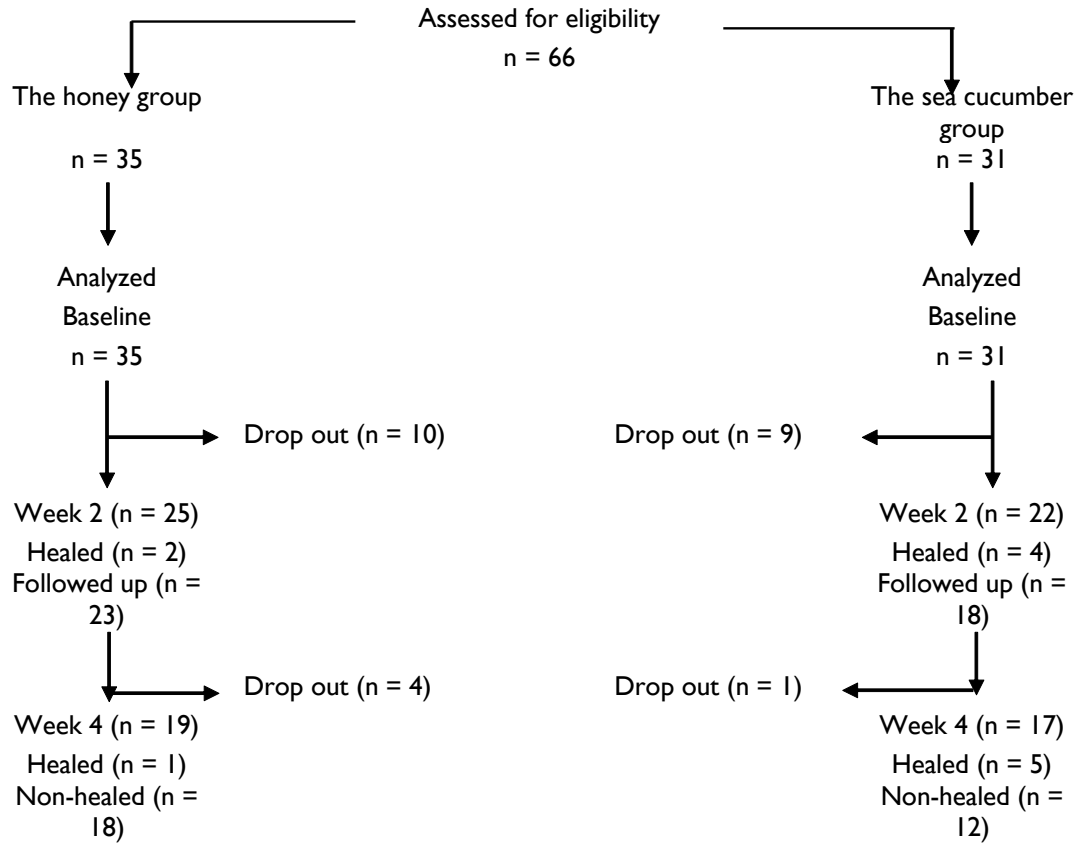 Assessed for eligibility
n = 66
The honey group
n = 35
The sea cucumber
group
n = 31
Analyzed
Baseline
n = 35
Analyzed
Baseline
n = 31
Drop out (n = 10)
Drop out (n = 9)
Week 2 (n = 25)
Healed (n = 2)
Followed up (n =
23)
Week 2 (n = 22)
Healed (n = 4)
Followed up (n =
18)
Drop out (n = 4)
Drop out (n = 1)
Week 4 (n = 19)
Healed (n = 1)
Non-healed (n =
18)
Week 4 (n = 17)
Healed (n = 5)
Non-healed (n =
12)